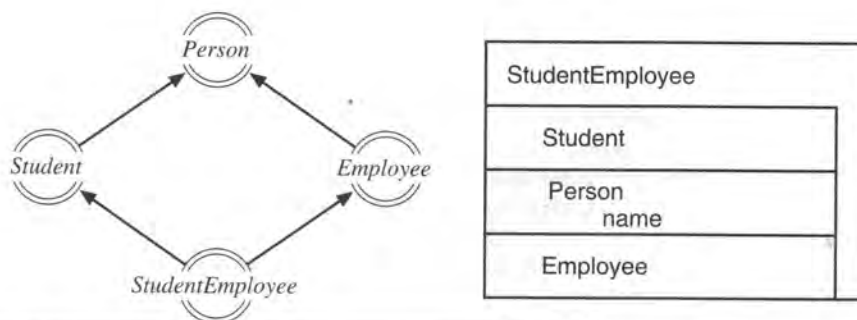 Person
Student
Employee
StudentEmployee
StudentEmployee
Student
Person
name
Employee